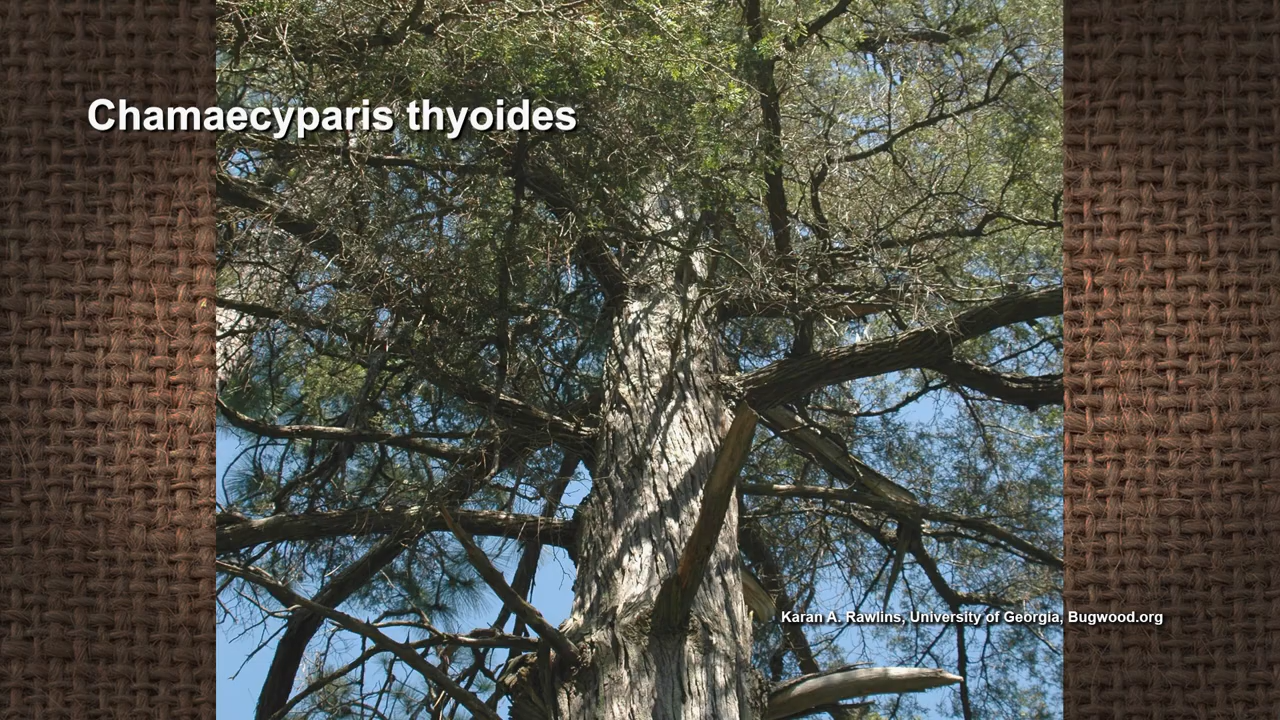 Chamaecyparis thyoides
Karan A. Rawlins, University of Georgia, Bugwood.org